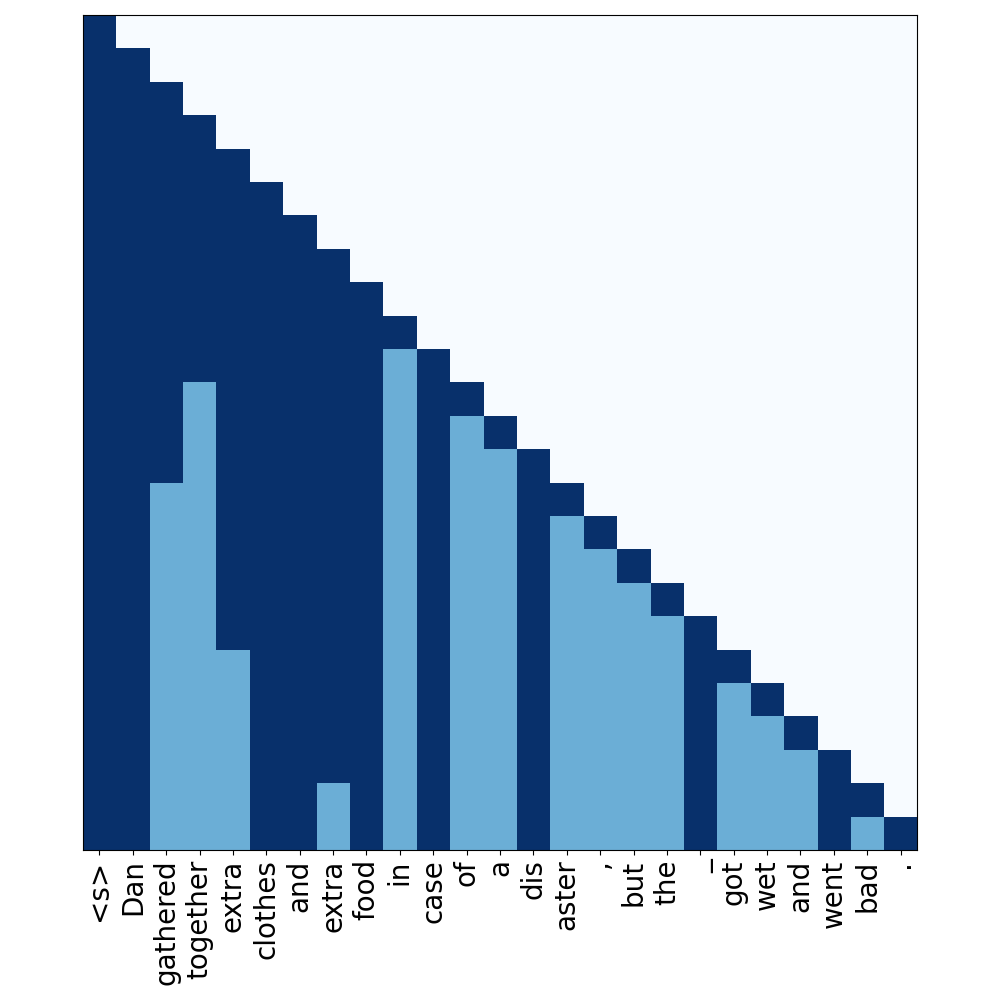 <s> Dan gathered together extra clothes and extra food in case of a dis aster , but the _ got wet and went bad .